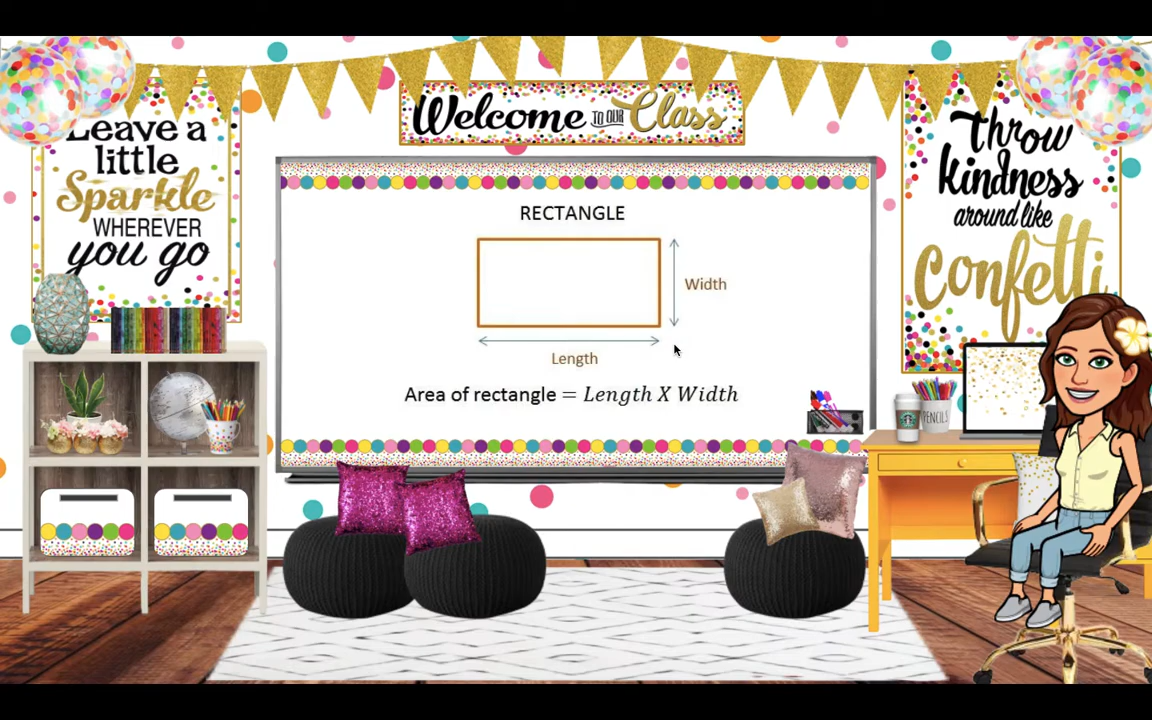 Welcome TO OUR Class
Leave a
little
Sparkle
WHEREVER
you go
Throw
kindness
around like
Confetti
RECTANGLE
Width
Length
Area of rectangle = Length X Width
PENCILS